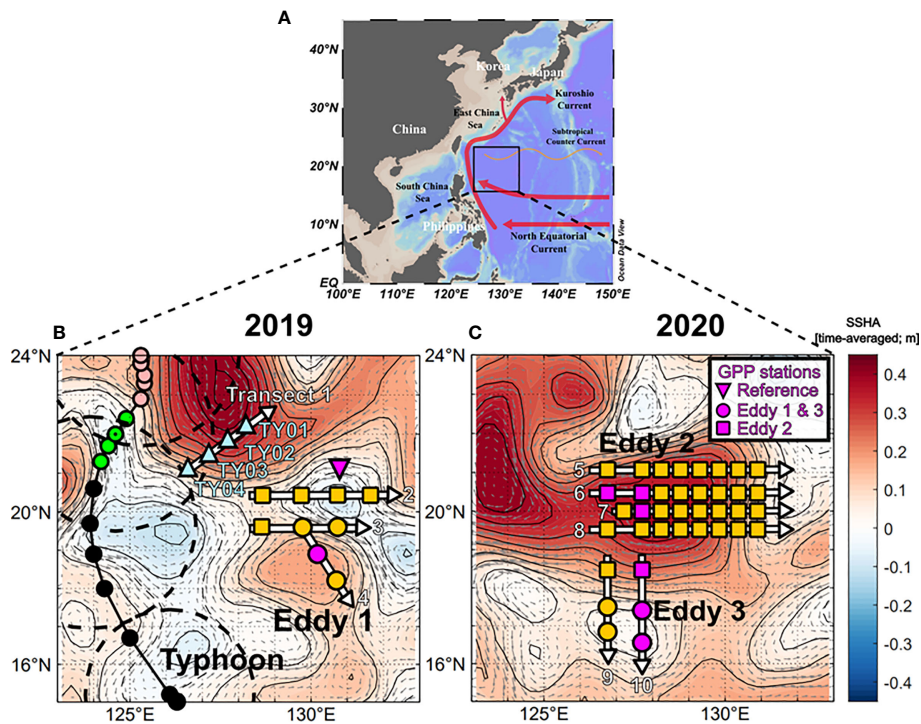 A
45°N
40°N
30°N
20°N
10°N
EQ
100°E
110°E
120°E
130°E
140°E
150°E
Korea
Japan
Kuroshio
Current
East China
Sea
Subtropical
Counter Current
China
South China
Sea
Philippines
North Equatorial
Current
Ocean Data View
B
2019
24°N
20°N
16°N
125°E
130°E
Transect 1
TY01
TY02
TY03
TY04
2
3
4
Eddy 1
Typhoon
C
2020
24°N
20°N
16°N
125°E
130°E
GPP stations
Reference
Eddy 1 & 3
Eddy 2
Eddy 2
5
6
7
8
Eddy 3
9
10
SSHA
[time-averaged; m]
0.4
0.3
0.2
0.1
0
-0.1
-0.2
-0.3
-0.4